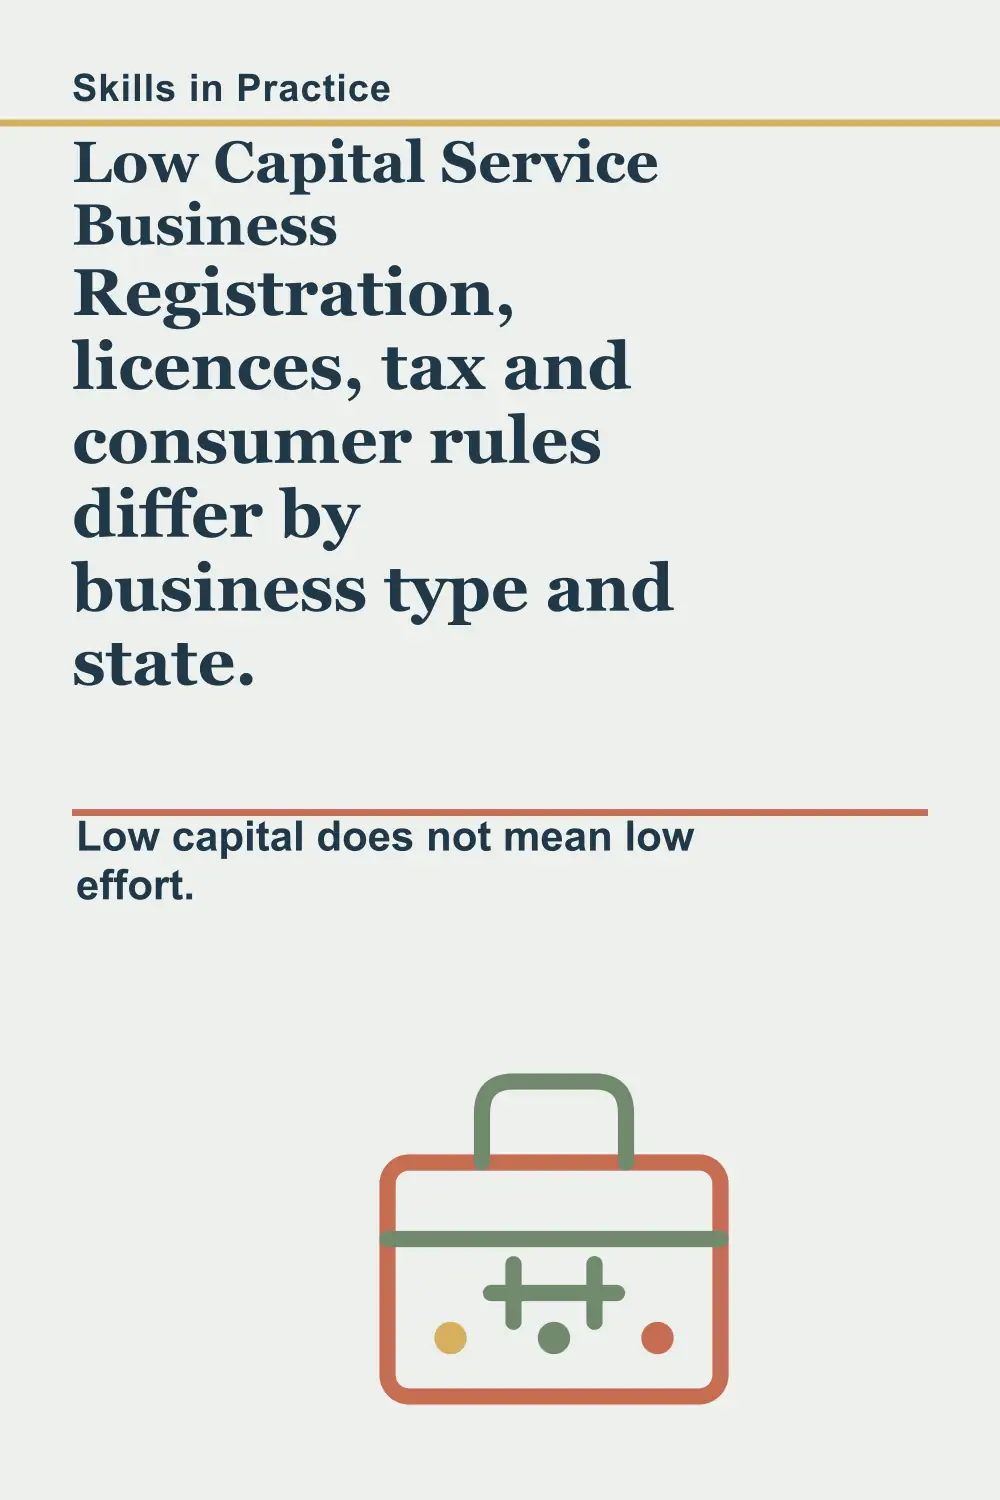 Skills in Practice
Low Capital Service
Business
Registration,
licences, tax and
consumer rules
differ by
business type and
state.
Low capital does not mean low
effort.